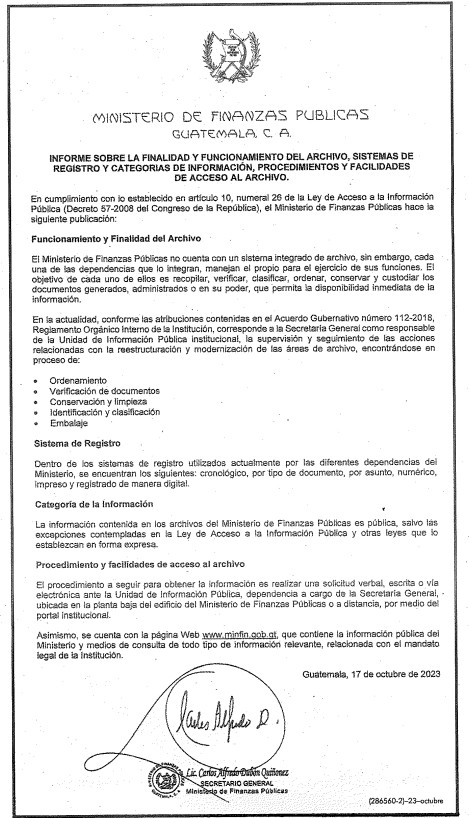 MINISTERIO DE FINANZAS PUBLICAS
GUATEMALA, C. A.
INFORME SOBRE LA FINALIDAD Y FUNCIONAMIENTO DEL ARCHIVO, SISTEMAS DE
REGISTRO Y CATEGORIAS DE INFORMACIÓN, PROCEDIMIENTOS Y FACILIDADES
DE ACCESO AL ARCHIVO.
En cumplimiento con lo establecido en artículo 10, numeral 26 de la Ley de Acceso a la Información
Pública (Decreto 57-2008 del Congreso de la República), el Ministerio de Finanzas Públicas hace la
siguiente publicación:
Funcionamiento y Finalidad del Archivo
El Ministerio de Finanzas Públicas no cuenta con un sistema integrado de archivo, sin embargo, cada
una de las dependencias que lo integran, manejan el propio para el ejercicio de sus funciones. El
objetivo de cada uno de ellos es recopilar, verificar, clasificar, ordenar, conservar y custodiar los
documentos generados, administrados o en su poder, que permita la disponibilidad inmediata de la
información.
En la actualidad, conforme las atribuciones contenidas en el Acuerdo Gubernativo número 112-2018,
Reglamento Orgánico Interno de la Institución, corresponde a la Secretaría General como responsable
de la Unidad de Información Pública institucional, la supervisión y seguimiento de las acciones
relacionadas con la reestructuración y modernización de las áreas de archivo, encontrándose en
proceso de:
• Ordenamiento
• Verificación de documentos
• Conservación y limpieza
• Identificación y clasificación
• Embalaje
Sistema de Registro
Dentro de los sistemas de registro utilizados actualmente por las diferentes dependencias del
Ministerio, se encuentran los siguientes: cronológico, por tipo de documento, por asunto, numérico,
impreso y registrado de manera digital.
Categoría de la Información
La información contenida en los archivos del Ministerio de Finanzas Públicas es pública, salvo las
excepciones contempladas en la Ley de Acceso a la Información Pública y otras leyes que lo
establezcan en forma expresa.
Procedimiento y facilidades de acceso al archivo
El procedimiento a seguir para obtener la información es realizar una solicitud verbal, escrita o vía
electrónica ante la Unidad de Información Pública, dependencia a cargo de la Secretaría General,
ubicada en la planta baja del edificio del Ministerio de Finanzas Públicas o a distancia, por medio del
portal institucional.
Asimismo, se cuenta con la página Web www.minfin.gob.gt, que contiene la información pública del
Ministerio y medios de consulta de todo tipo de información relevante, relacionada con el mandato
legal de la Institución.
Guatemala, 17 de octubre de 2023
Carlos Alfredo D.
Lic. Carlos Alfredo Dubón Quiñonez
SECRETARIO GENERAL
Ministerio de Finanzas Públicas
(286560-2)–23–octubre